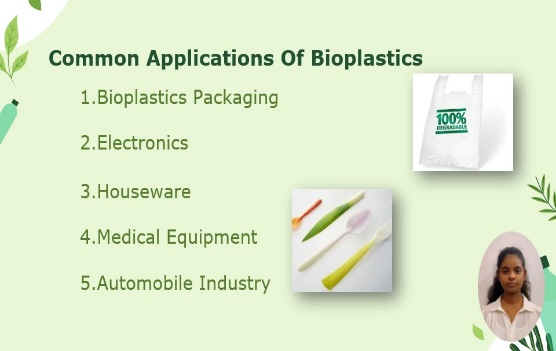 Common Applications Of Bioplastics
1.Bioplastics Packaging
2.Electronics
3.Houseware
4.Medical Equipment
5.Automobile Industry
100%
DEGRADABLE